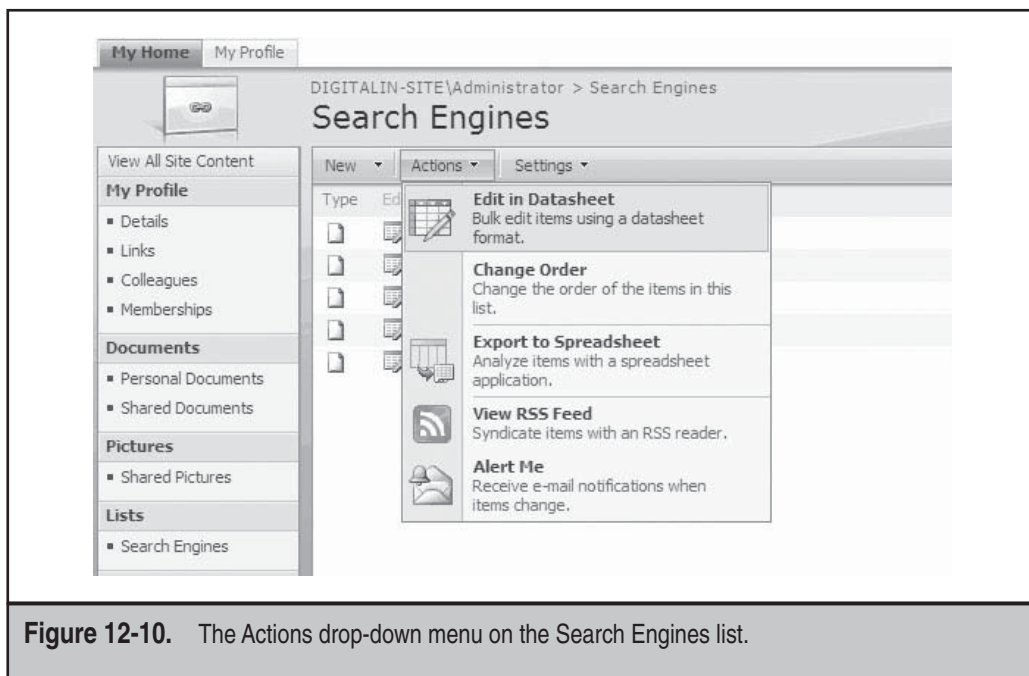 My Home My Profile
DIGITALIN-SITE\Administrator > Search Engines
Search Engines
View All Site Content
My Profile
▪ Details
▪ Links
▪ Colleagues
▪ Memberships
Documents
▪ Personal Documents
▪ Shared Documents
Pictures
▪ Shared Pictures
Lists
▪ Search Engines
New Actions Settings
Type
Edit in Datasheet
Bulk edit items using a datasheet
format.
Change Order
Change the order of the items in this
list.
Export to Spreadsheet
Analyze items with a spreadsheet
application.
View RSS Feed
Syndicate items with an RSS reader.
Alert Me
Receive e-mail notifications when
items change.
Figure 12-10. The Actions drop-down menu on the Search Engines list.